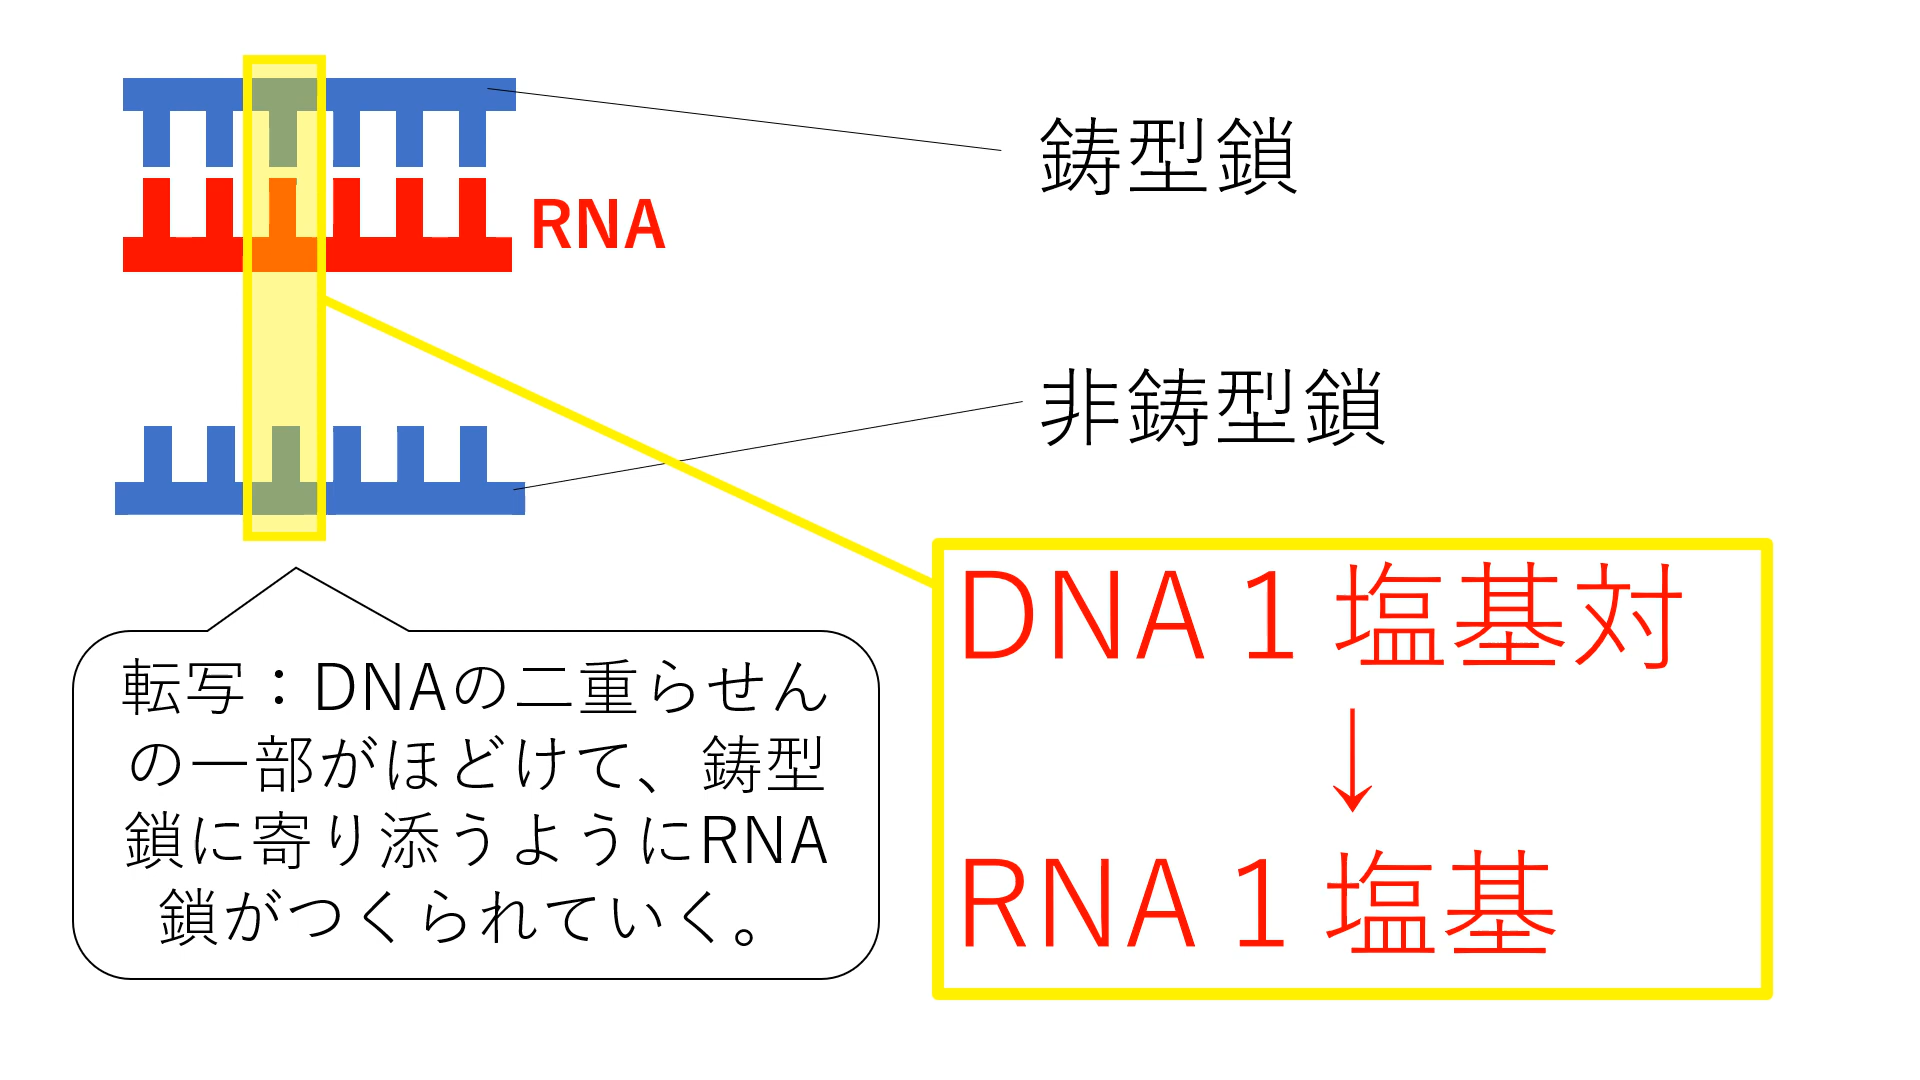 鋳型鎖
RNA
非鋳型鎖
DNA1塩基対
↓
RNA1塩基
転写：DNAの二重らせん
の一部がほどけて、鋳型
鎖に寄り添うようにRNA
鎖がつくられていく。